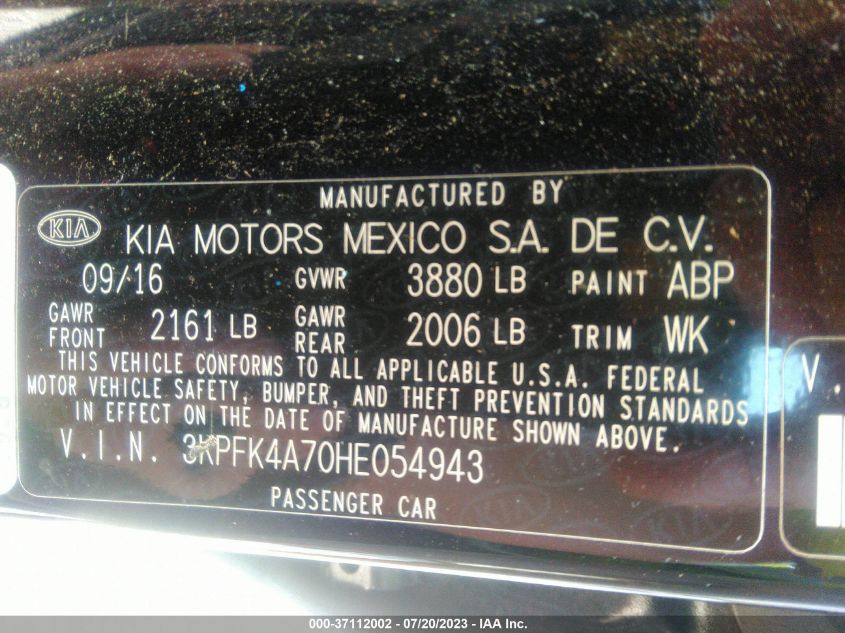 MANUFACTURED BY
KIA KIA MOTORS MEXICO S.A. DE C.V.
09/16 GVWR 3880 LB PAINT ABP
GAWR FRONT 2161 LB GAWR REAR 2006 LB TRIM WK
THIS VEHICLE CONFORMS TO ALL APPLICABLE U.S.A. FEDERAL
MOTOR VEHICLE SAFETY, BUMPER, AND THEFT PREVENTION STANDARDS
IN EFFECT ON THE DATE OF MANUFACTURE SHOWN ABOVE.
V.I.N. 3KPFK4A70HE054943
PASSENGER CAR
V.
000-37112002 / 07/20/2023 - IAA Inc.